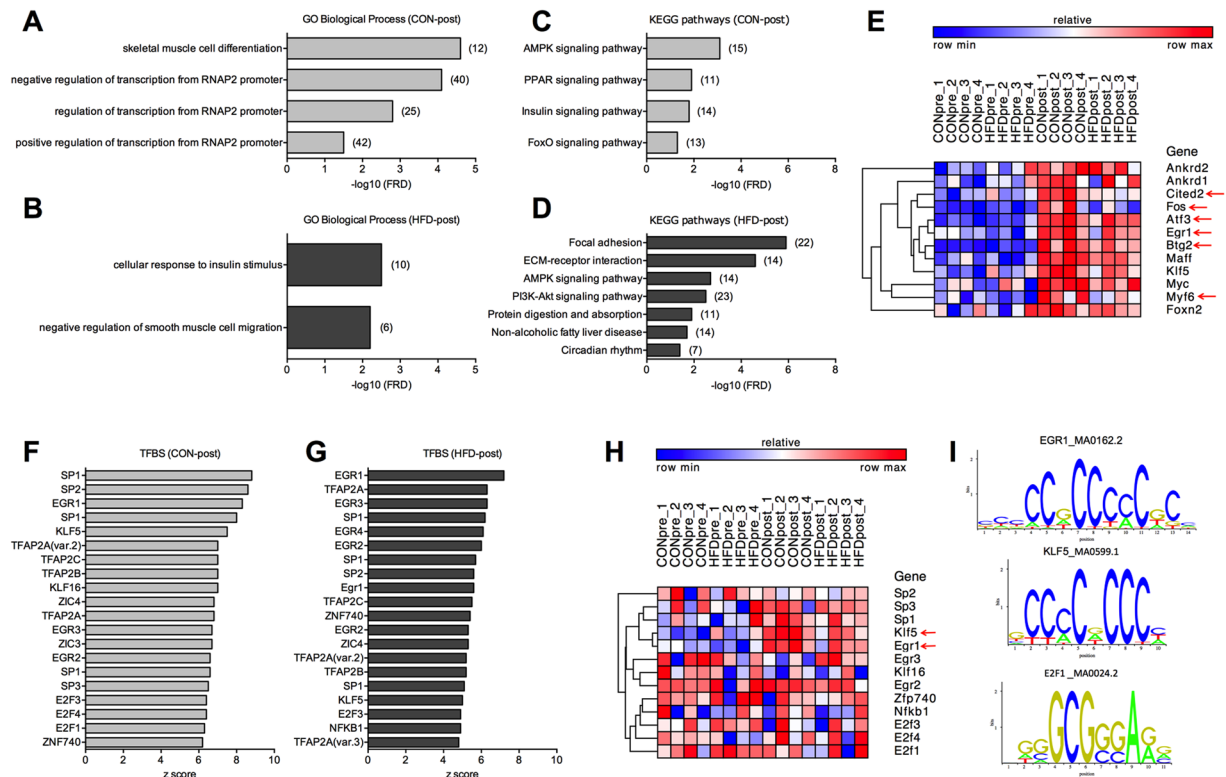 A
GO Biological Process (CON-post)
skeletal muscle cell differentiation
(12)
negative regulation of transcription from RNAP2 promoter
(40)
regulation of transcription from RNAP2 promoter
(25)
positive regulation of transcription from RNAP2 promoter
(42)
0 1 2 3 4 5
-log10 (FRD)
B
GO Biological Process (HFD-post)
cellular response to insulin stimulus
(10)
negative regulation of smooth muscle cell migration
(6)
0 1 2 3 4 5
-log10 (FRD)
C
KEGG pathways (CON-post)
AMPK signaling pathway
(15)
PPAR signaling pathway
(11)
Insulin signaling pathway
(14)
FoxO signaling pathway
(13)
0 2 4 6 8
-log10 (FRD)
D
KEGG pathways (HFD-post)
Focal adhesion
(22)
ECM-receptor interaction
(14)
AMPK signaling pathway
(14)
PI3K-Akt signaling pathway
(23)
Protein digestion and absorption
(11)
Non-alcoholic fatty liver disease
(14)
Circadian rhythm
(7)
0 2 4 6 8
-log10 (FRD)
E
relative
row min row max
CONpre_1
CONpre_2
CONpre_3
CONpre_4
HFDpre_1
HFDpre_2
HFDpre_3
HFDpre_4
CONpost_1
CONpost_2
CONpost_3
CONpost_4
HFDpost_1
HFDpost_2
HFDpost_3
HFDpost_4
Gene
Ankrd2
Ankrd1
Cited2
Fos
Atf3
Egr1
Btg2
Maff
Klf5
Myc
Myf6
Foxn2
F
TFBS (CON-post)
SP1
SP2
EGR1
SP1
KLF5
TFAP2A(var.2)
TFAP2C
TFAP2B
KLF16
ZIC4
TFAP2A
EGR3
ZIC3
EGR2
SP1
SP3
E2F3
E2F4
E2F1
ZNF740
0 2 4 6 8 10
z score
G
TFBS (HFD-post)
EGR1
TFAP2A
EGR3
SP1
EGR4
EGR2
SP1
SP2
Egr1
TFAP2C
ZNF740
EGR2
ZIC4
TFAP2A(var.2)
TFAP2B
SP1
KLF5
E2F3
NFKB1
TFAP2A(var.3)
0 2 4 6 8 10
z score
H
relative
row min row max
CONpre_1
CONpre_2
CONpre_3
CONpre_4
HFDpre_1
HFDpre_2
HFDpre_3
HFDpre_4
CONpost_1
CONpost_2
CONpost_3
CONpost_4
HFDpost_1
HFDpost_2
HFDpost_3
HFDpost_4
Gene
Sp2
Sp3
Sp1
Klf5
Egr1
Egr3
Klf16
Egr2
Zfp740
Nfkb1
E2f3
E2f4
E2f1
I
EGR1_MA0162.2
position
KLF5_MA0599.1
position
E2F1_MA0024.2
position